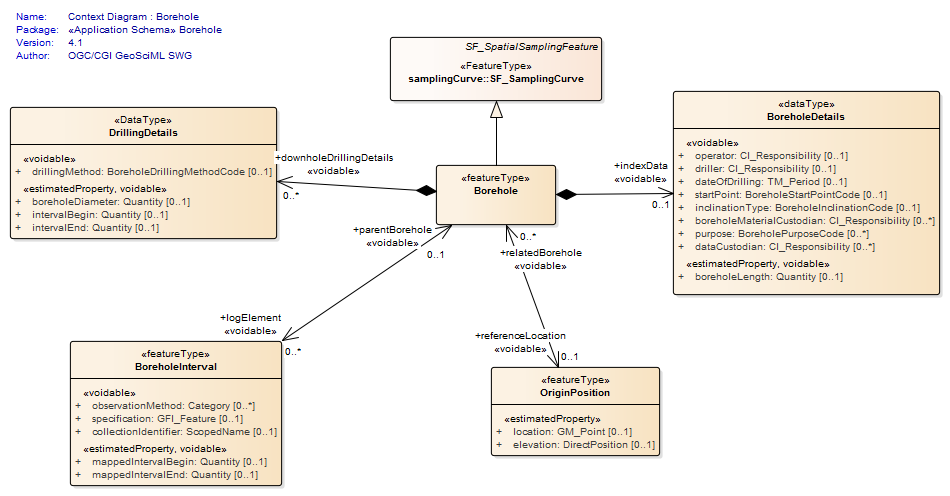 Name: Context Diagram : Borehole
Package: «Application Schema» Borehole
Version: 4.1
Author: OGC/CGI GeoSciML SWG
SF_SpatialSamplingFeature
«FeatureType»
samplingCurve::SF_SamplingCurve
«DataType»
DrillingDetails
«voidable»
+ drillingMethod: BoreholeDrillingMethodCode [0..1]
«estimatedProperty, voidable»
+ boreholeDiameter: Quantity [0..1]
+ intervalBegin: Quantity [0..1]
+ intervalEnd: Quantity [0..1]
+downholeDrillingDetails
«voidable»
0..*
«featureType»
Borehole
+indexData
«voidable»
0..1
«dataType»
BoreholeDetails
«voidable»
+ operator: CI_Responsibility [0..1]
+ driller: CI_Responsibility [0..1]
+ dateOfDrilling: TM_Period [0..1]
+ startPoint: BoreholeStartPointCode [0..1]
+ inclinationType: BoreholeInclinationCode [0..1]
+ boreholeMaterialCustodian: CI_Responsibility [0..*]
+ purpose: BoreholePurposeCode [0..*]
+ dataCustodian: CI_Responsibility [0..*]
«estimatedProperty, voidable»
+ boreholeLength: Quantity [0..1]
+parentBorehole
«voidable»
0..1
0..*
+relatedBorehole
«voidable»
+logElement
«voidable»
0..*
+referenceLocation
«voidable»
0..1
«featureType»
BoreholeInterval
«voidable»
+ observationMethod: Category [0..*]
+ specification: GFI_Feature [0..1]
+ collectionIdentifier: ScopedName [0..1]
«estimatedProperty, voidable»
+ mappedIntervalBegin: Quantity [0..1]
+ mappedIntervalEnd: Quantity [0..1]
«featureType»
OriginPosition
«estimatedProperty»
+ location: GM_Point [0..1]
+ elevation: DirectPosition [0..1]